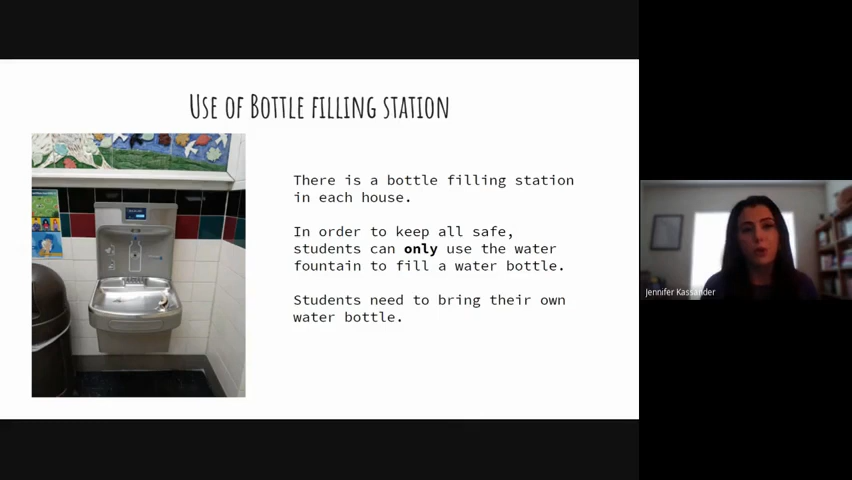 USE OF BOTTLE FILLING STATION
There is a bottle filling station
in each house.
In order to keep all safe,
students can only use the water
fountain to fill a water bottle.
Students need to bring their own
water bottle.
Jennifer Kassander